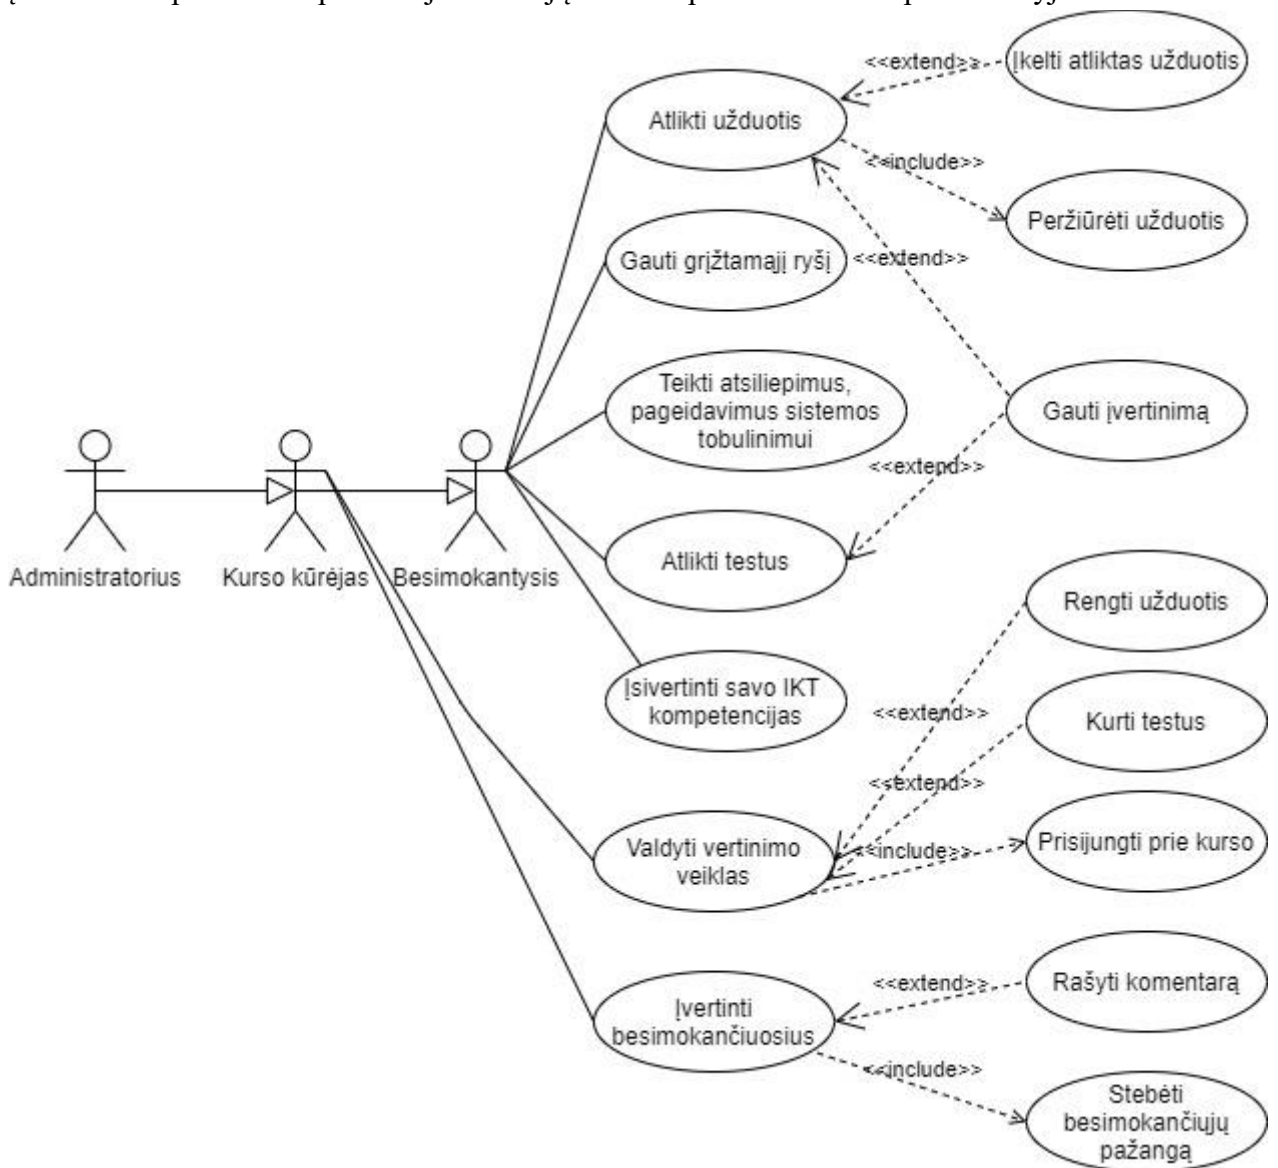 <<extend>>
Įkelti atliktas užduotis
Atlikti užduotis
<<include>>
Peržiūrėti užduotis
Gauti grįžtamąjį ryšį
<<extend>>
Teikti atsiliepimus,
pageidavimus sistemos
tobulinimui
Gauti įvertinimą
<<extend>>
Atlikti testus
Administratorius
Kurso kūrėjas
Besimokantysis
Rengti užduotis
Įsivertinti savo IKT
kompetencijas
<<extend>>
Kurti testus
<<extend>>
Valdyti vertinimo
veiklas
<<include>>
Prisijungti prie kurso
<<extend>>
Rašyti komentarą
Įvertinti
besimokančiuosius
<<include>>
Stebėti
besimokančiųjų
pažangą